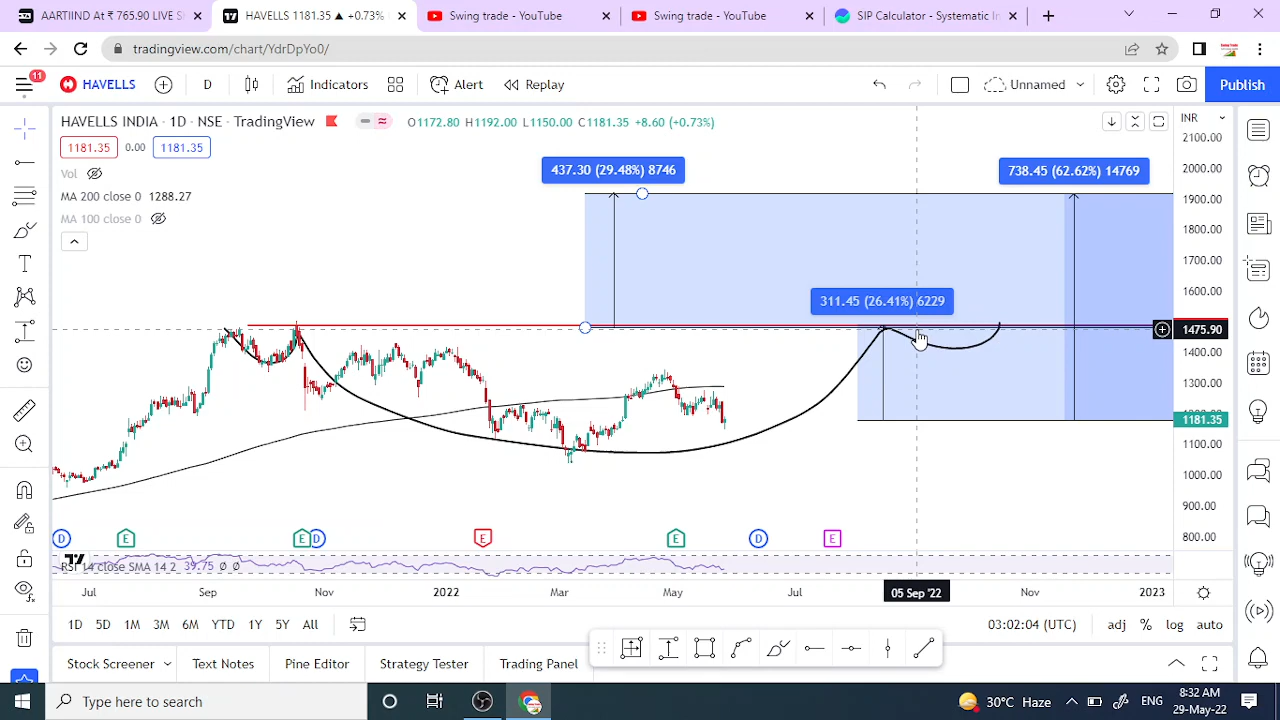 AARTIIND At ₹ 765.90 LIVE S
HAVELLS 1181.35 ▲ +0.73%
Swing trade - YouTube
Swing trade - YouTube
SIP Calculator - Systematic In
tradingview.com/chart/YdrDpYo0/
11
HAVELLS
D
Indicators
Alert
Replay
Unnamed
Publish
HAVELLS INDIA · 1D · NSE · TradingView
O1172.80 H1192.00 L1150.00 C1181.35 +8.60 (+0.73%)
INR
1181.35 0.00 1181.35
Vol
MA 200 close 0 1288.27
MA 100 close 0
437.30 (29.48%) 8746
738.45 (62.62%) 14769
311.45 (26.41%) 6229
2100.00
2000.00
1900.00
1800.00
1700.00
1600.00
1475.90
1400.00
1300.00
1181.35
1100.00
1000.00
900.00
800.00
D E E D E E D E
RSI 14 close SMA 14 2 39.75 ∅ ∅
Jul Sep Nov 2022 Mar May Jul 05 Sep '22 Nov 2023
1D 5D 1M 3M 6M YTD 1Y 5Y All
03:02:04 (UTC) adj % log auto
Stock Screener Text Notes Pine Editor Strategy Tester Trading Panel
Type here to search
30°C Haze
ENG
8:32 AM
29-May-22